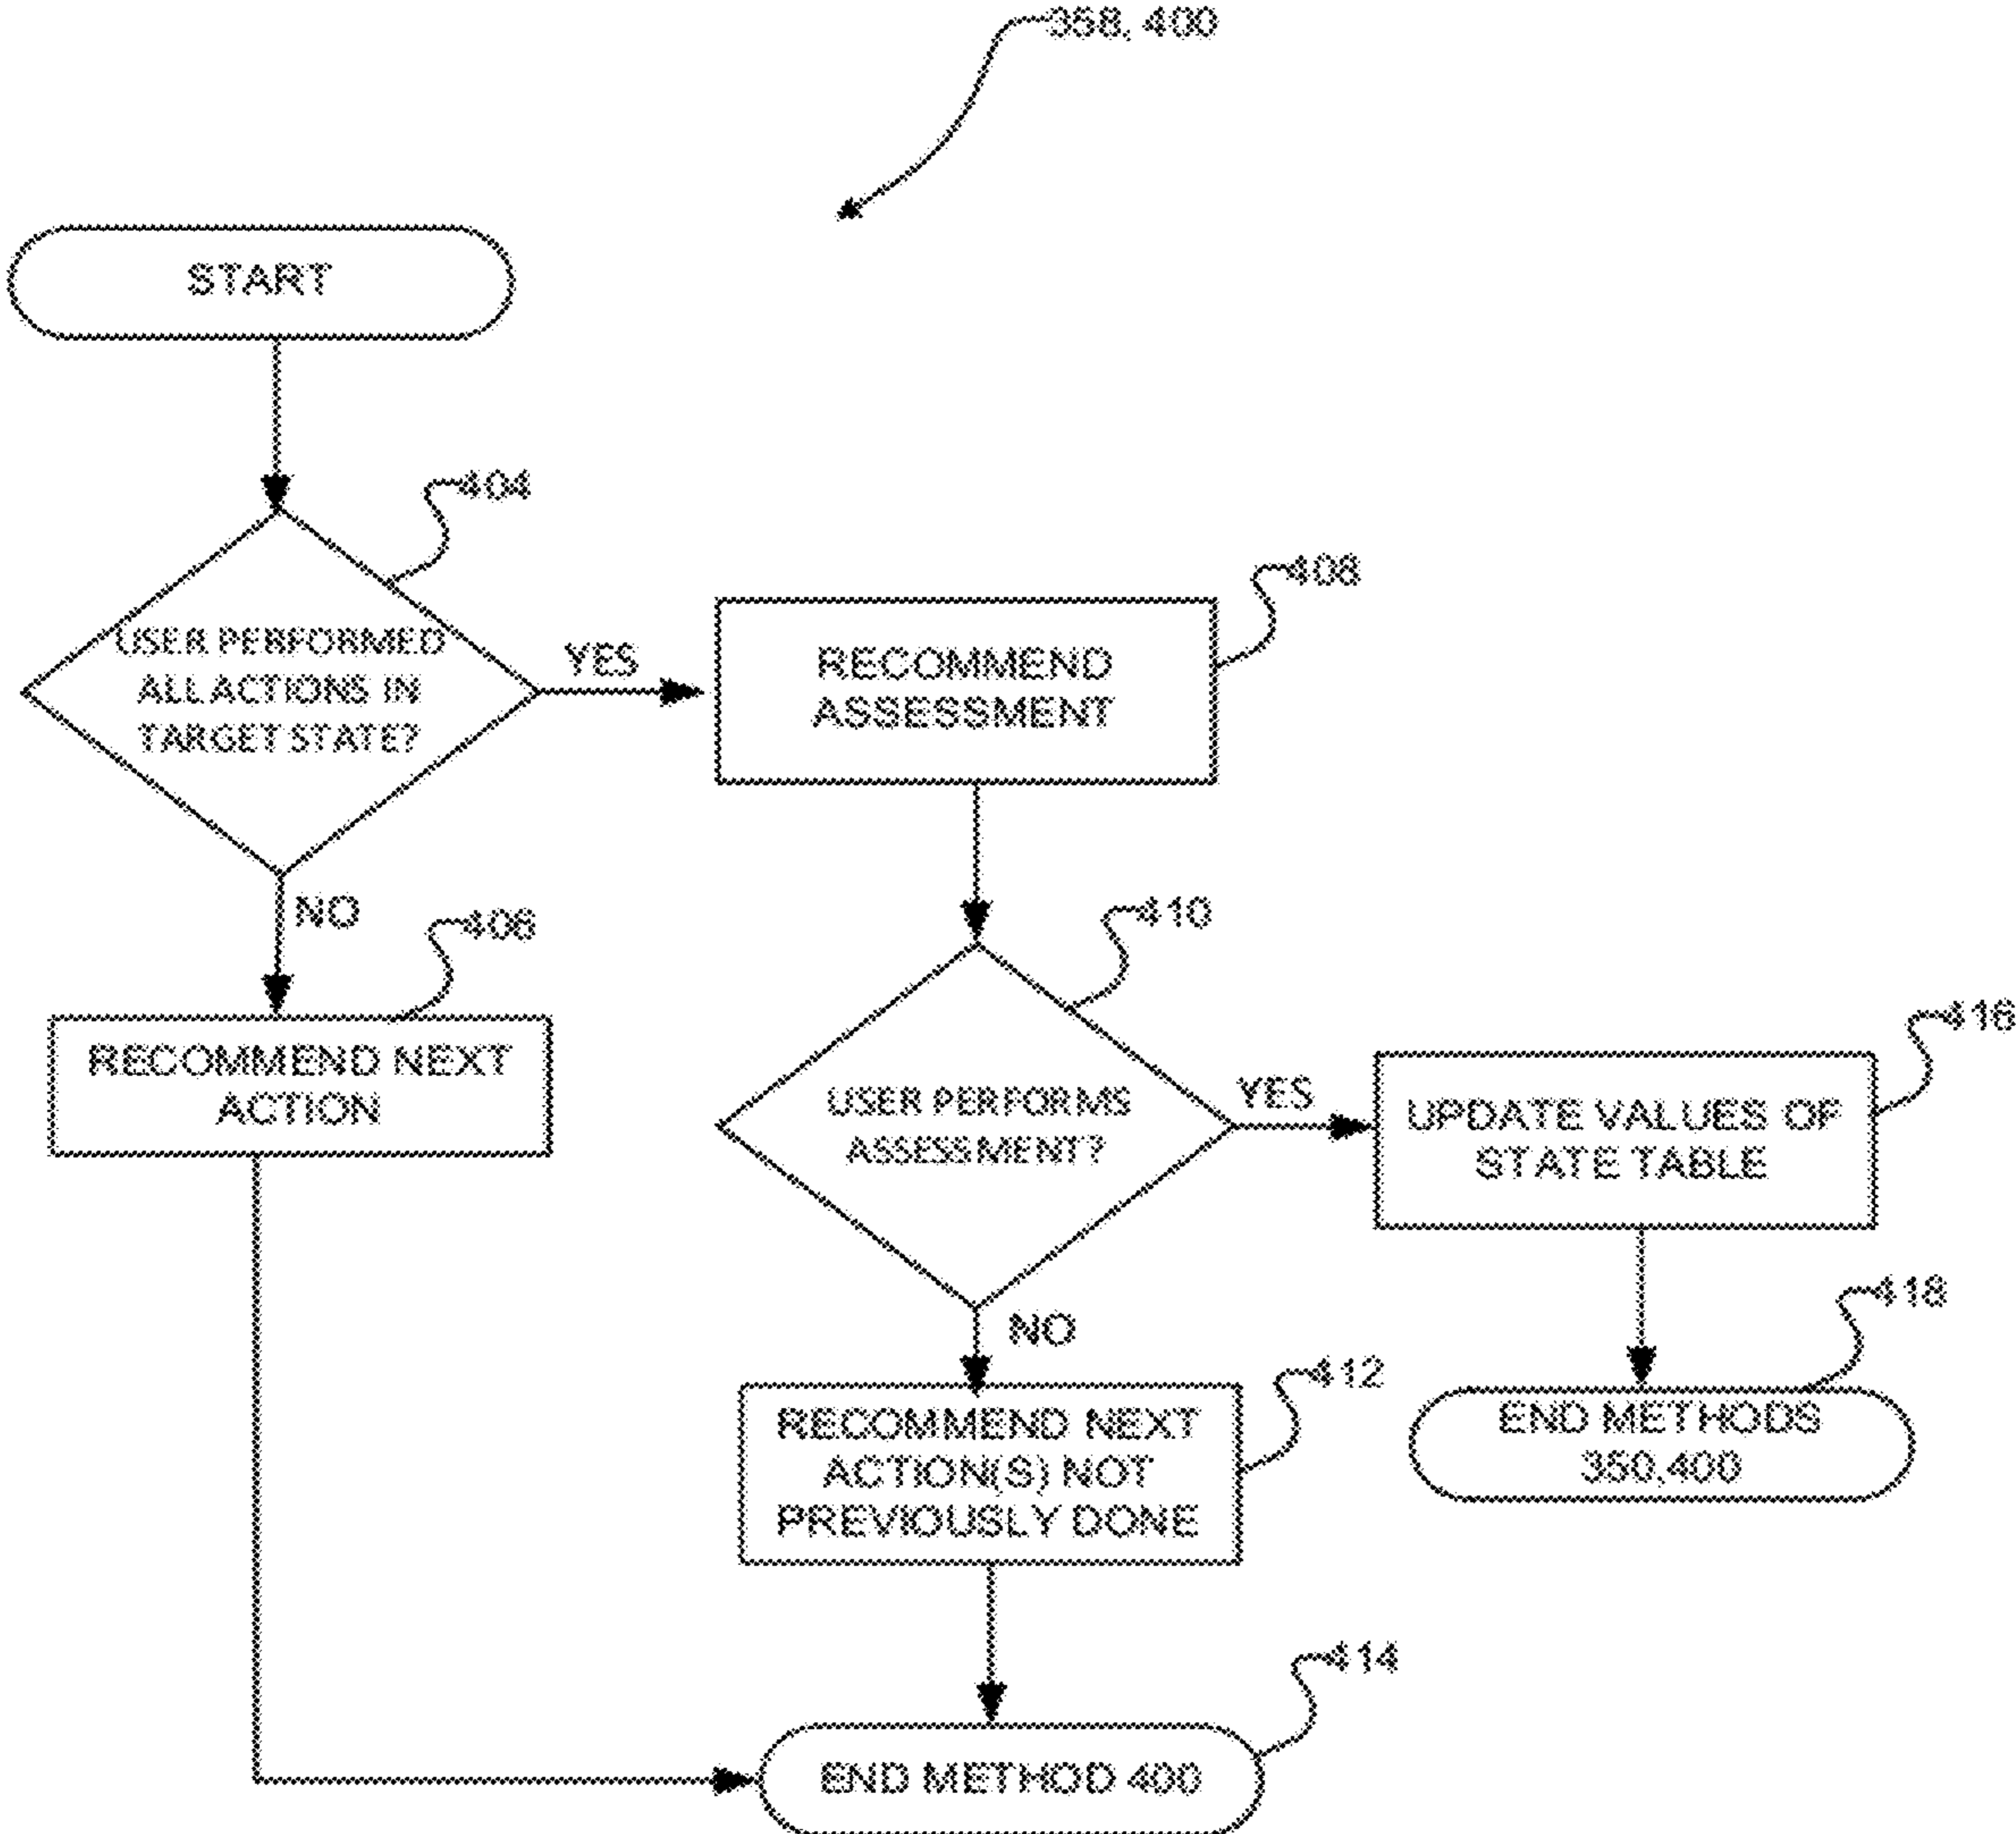 358, 400
START
404
USER PERFORMED
ALL ACTIONS IN
TARGET STATE?
YES
408
RECOMMEND
ASSESSMENT
NO
406
RECOMMEND NEXT
ACTION
410
USER PERFORMS
ASSESSMENT?
YES
416
UPDATE VALUES OF
STATE TABLE
NO
412
RECOMMEND NEXT
ACTION(S) NOT
PREVIOUSLY DONE
418
END METHODS
350,400
414
END METHOD 400